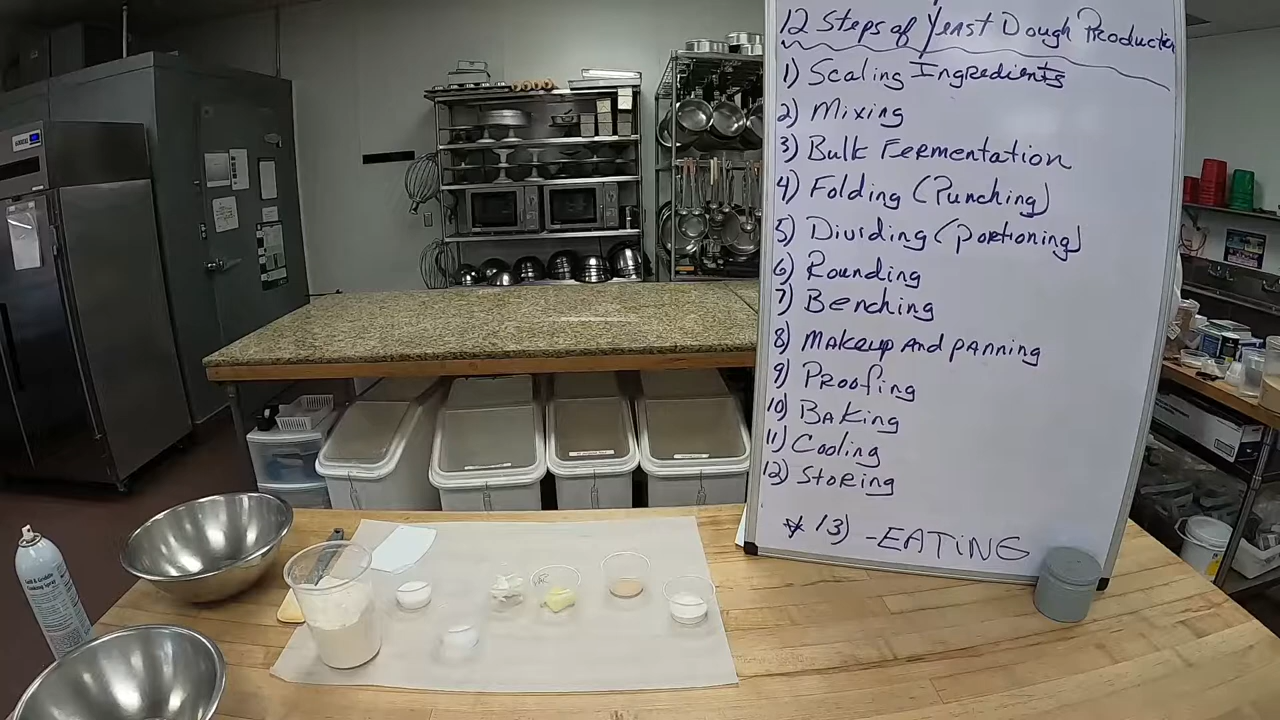 12 Steps of Yeast Dough Production
1) Scaling Ingredients
2) Mixing
3) Bulk Fermentation
4) Folding (Punching)
5) Dividing (portioning)
6) Rounding
7) Benching
8) Makeup and panning
9) Proofing
10) Baking
11) Cooling
12) Storing
* 13) -EATING